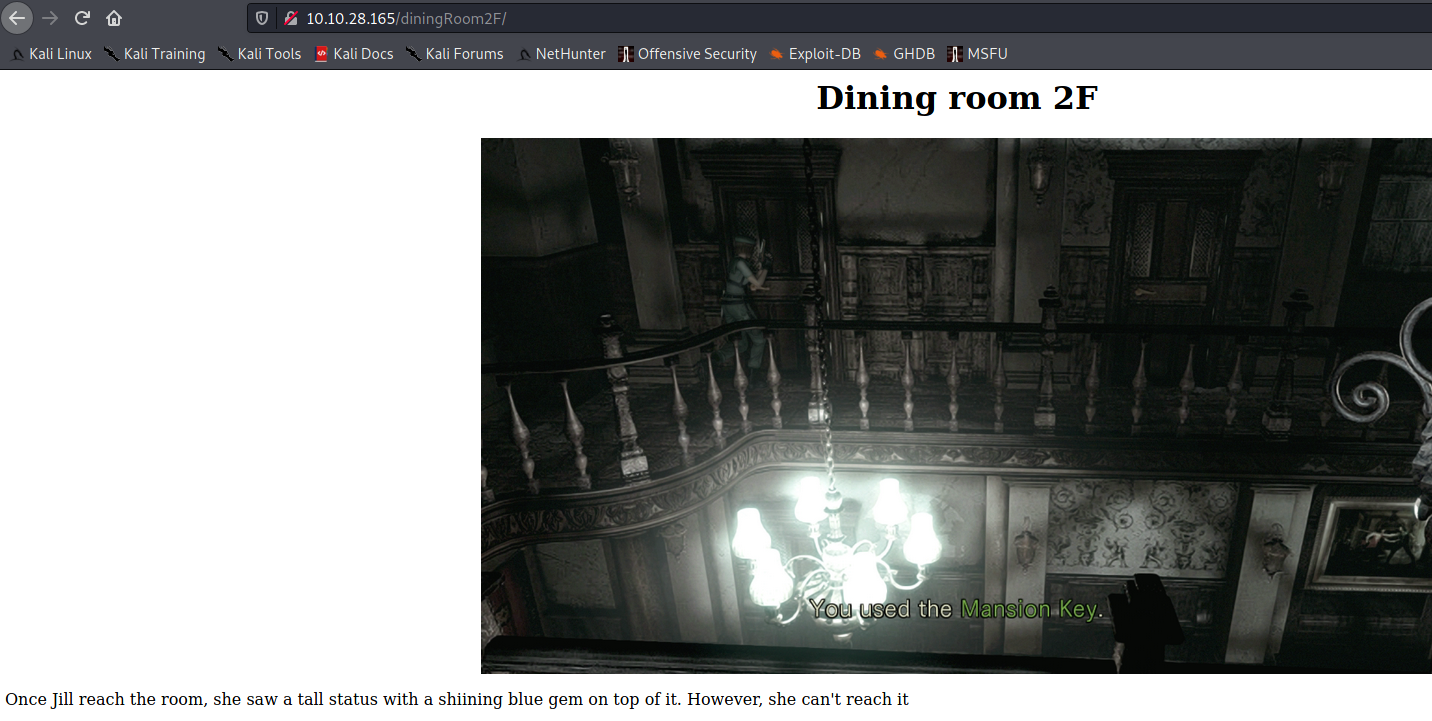 10.10.28.165/diningRoom2F/
Kali Linux Kali Training Kali Tools Kali Docs Kali Forums NetHunter Offensive Security Exploit-DB GHDB MSFU
Dining room 2F
You used the Mansion Key.
Once Jill reach the room, she saw a tall status with a shiining blue gem on top of it. However, she can't reach it